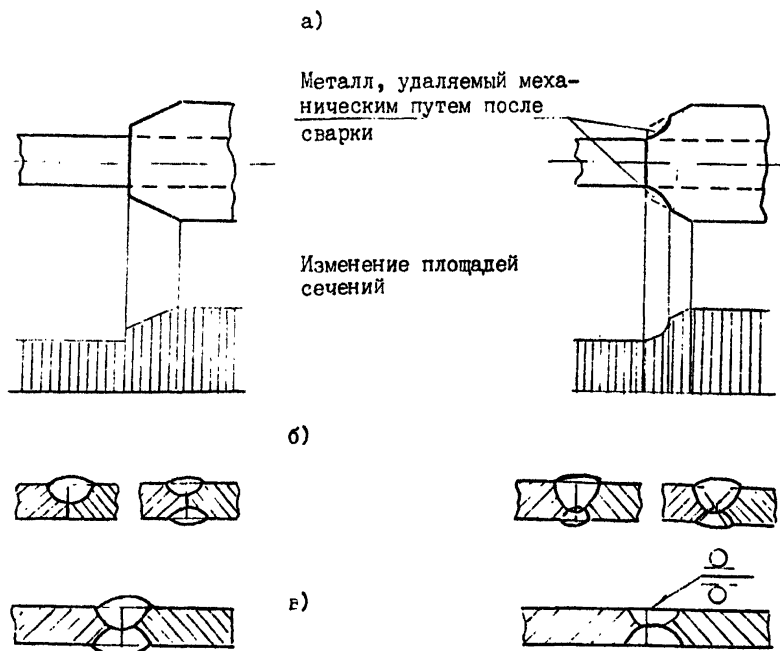 а)
Металл, удаляемый меха-
ническим путем после
сварки
Изменение площадей
сечений
б)
в)